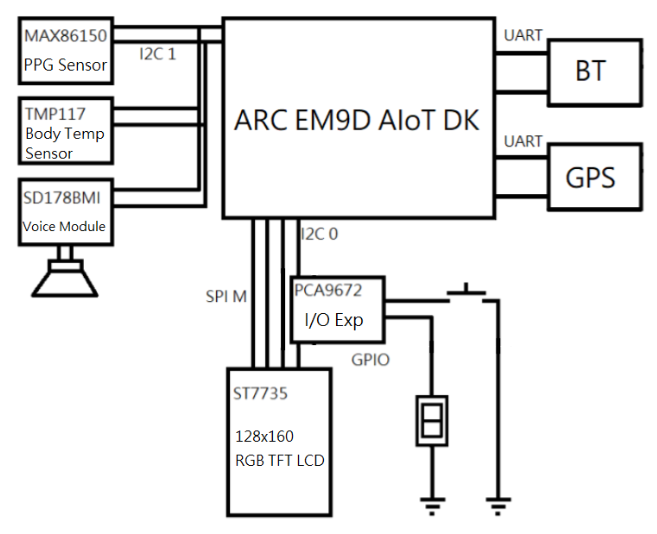 MAX86150
PPG Sensor
I2C 1
TMP117
Body Temp
Sensor
SD178BMI
Voice Module
ARC EM9D AIoT DK
UART
BT
UART
GPS
I2C 0
SPI M
PCA9672
I/O Exp
GPIO
ST7735
128x160
RGB TFT LCD